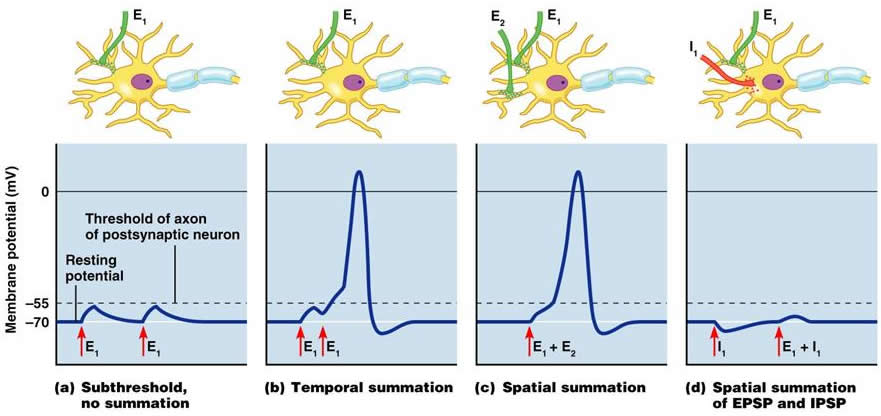 E1
E1
E2
E1
I1
E1
Membrane potential (mV)
0
–55
–70
Threshold of axon
of postsynaptic neuron
Resting
potential
E1
E1
E1
E1
E1 + E2
I1
E1 + I1
(a) Subthreshold,
no summation
(b) Temporal summation
(c) Spatial summation
(d) Spatial summation
of EPSP and IPSP